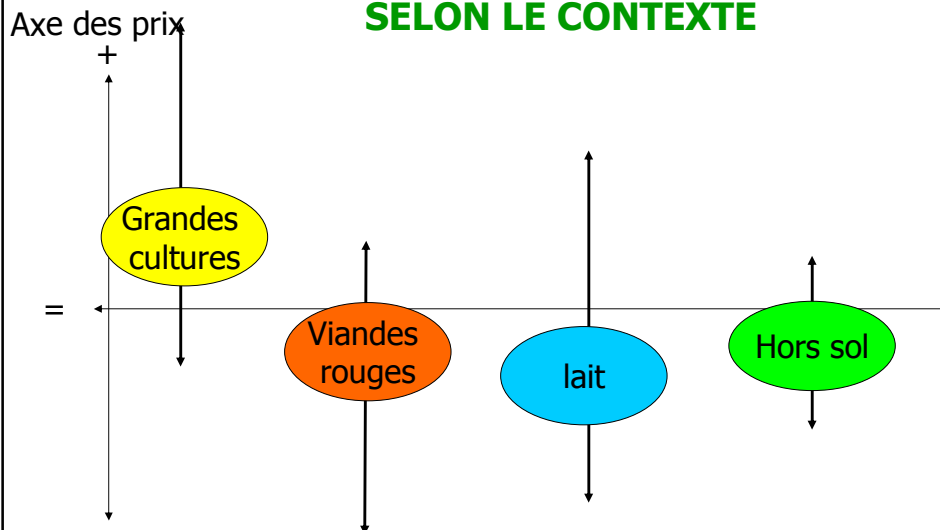 SELON LE CONTEXTE
Axe des prix
+
Grandes
cultures
=
Viandes
rouges
lait
Hors sol